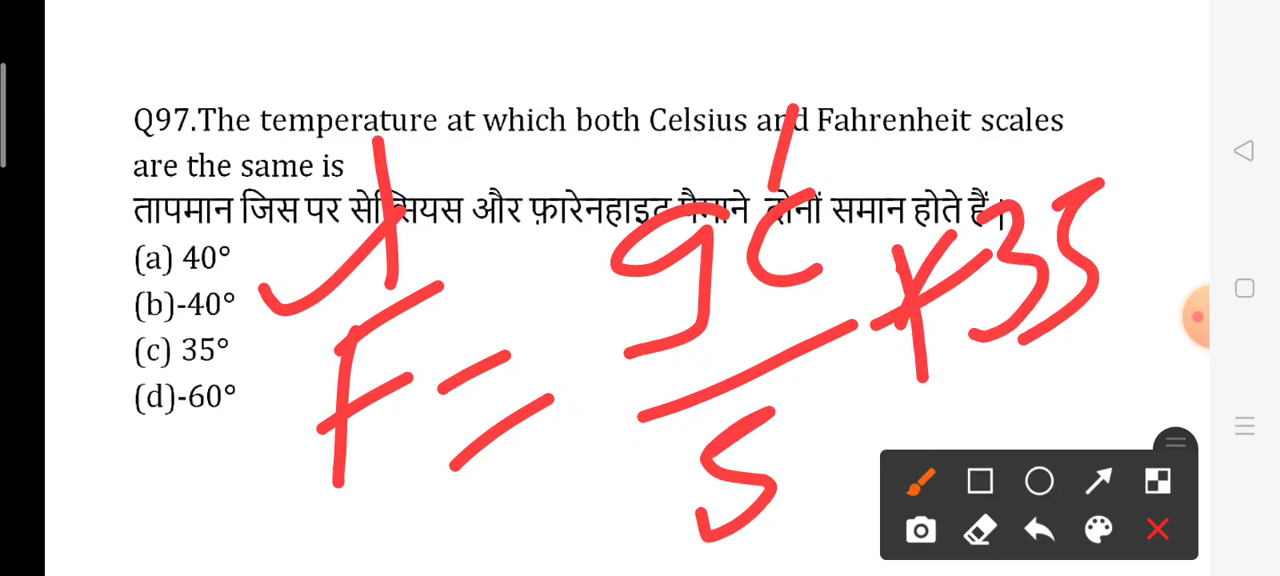 Q97.The temperature at which both Celsius and Fahrenheit scales
are the same is
तापमान जिस पर सेल्सियस और फ़ारेनहाइट पैमाने दोनों समान होते हैं।
(a) 40°
(b)-40°
(c) 35°
(d)-60°
F = 9C
5